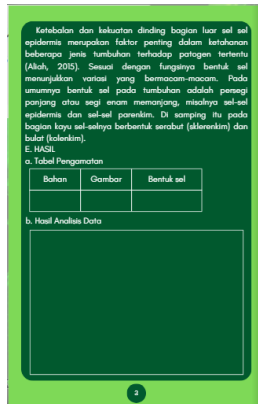 Ketebalan dan kekuatan dinding bagian luar sel sel
epidermis merupakan faktor penting dalam ketahanan
beberapa jenis tumbuhan terhadap patogen tertentu
(Aliah, 2015). Sesuai dengan fungsinya bentuk sel
menunjukkan variasi yang bermacam-macam. Pada
umumnya bentuk sel pada tumbuhan adalah persegi
panjang atau segi enam memanjang, misalnya sel-sel
epidermis dan sel-sel parenkim. Di samping itu pada
bagian kayu sel-selnya berbentuk serabut (sklerenkim) dan
bulat (kolenkim).
E. HASIL
a. Tabel Pengamatan
Bahan Gambar Bentuk sel
b. Hasil Analisis Data
3